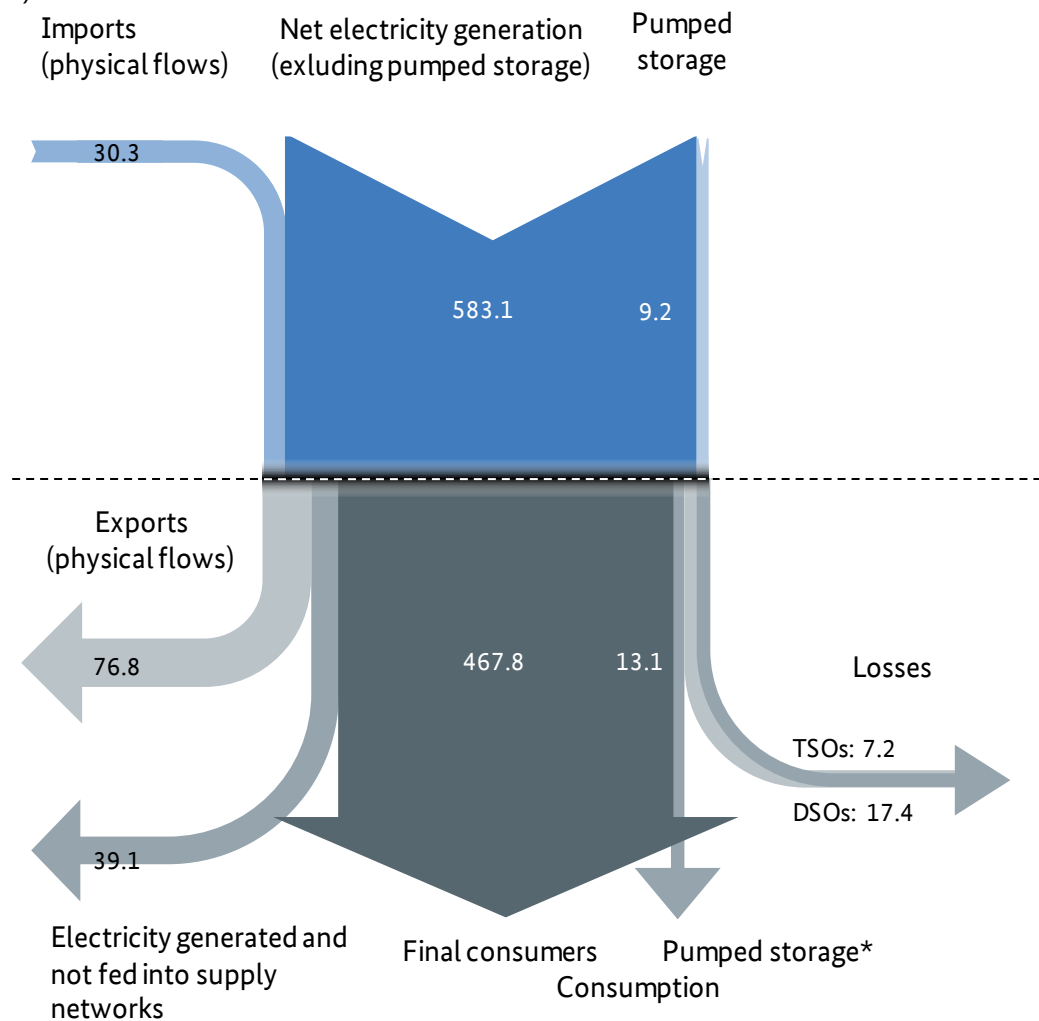 Imports
(physical flows)
Net electricity generation
(exluding pumped storage)
Pumped
storage
30.3
583.1
9.2
Exports
(physical flows)
76.8
467.8
13.1
Losses
TSOs: 7.2
DSOs: 17.4
39.1
Electricity generated and
not fed into supply
networks
Final consumers
Pumped storage*
Consumption